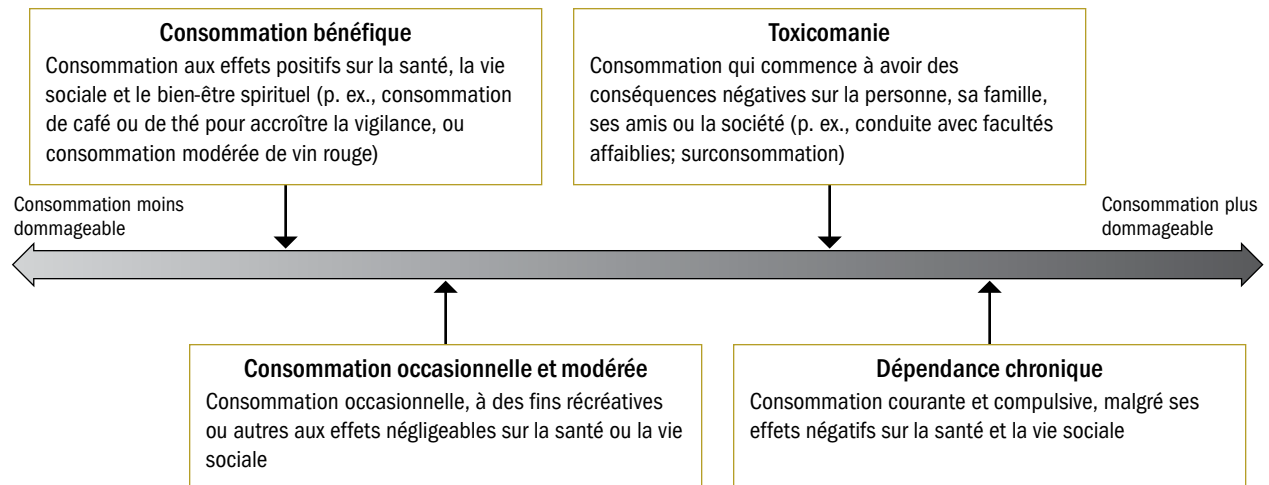 Consommation bénéfique
Consommation aux effets positifs sur la santé, la vie
sociale et le bien-être spirituel (p. ex., consommation
de café ou de thé pour accroître la vigilance, ou
consommation modérée de vin rouge)
Toxicomanie
Consommation qui commence à avoir des
conséquences négatives sur la personne, sa famille,
ses amis ou la société (p. ex., conduite avec facultés
affaiblies; surconsommation)
Consommation moins
dommageable
Consommation plus
dommageable
Consommation occasionnelle et modérée
Consommation occasionnelle, à des fins récréatives
ou autres aux effets négligeables sur la santé ou la vie
sociale
Dépendance chronique
Consommation courante et compulsive, malgré ses
effets négatifs sur la santé et la vie sociale